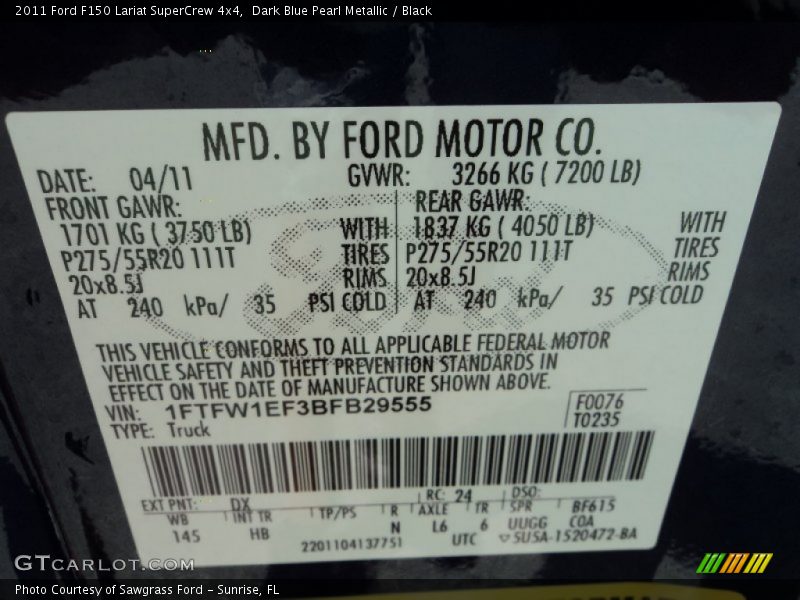 2011 Ford F150 Lariat SuperCrew 4x4,  Dark Blue Pearl Metallic / Black
MFD. BY FORD MOTOR CO.
DATE: 04/11 GVWR: 3266 KG ( 7200 LB)
FRONT GAWR: REAR GAWR:
1701 KG ( 3750 LB) WITH 1837 KG ( 4050 LB) WITH
P275/55R20 111T TIRES P275/55R20 111T TIRES
20x8.5J RIMS 20x8.5J RIMS
AT 240 kPa/ 35 PSI COLD AT 240 kPa/ 35 PSI COLD
THIS VEHICLE CONFORMS TO ALL APPLICABLE FEDERAL MOTOR
VEHICLE SAFETY AND THEFT PREVENTION STANDARDS IN
EFFECT ON THE DATE OF MANUFACTURE SHOWN ABOVE.
VIN: 1FTFW1EF3BFB29555 F0076
TYPE: Truck T0235
EXT PNT: DX RC: 24 DSO:
WB INT TR TP/PS R AXLE TR SPR BF615
145 HB N L6 6 UUGG COA
2201104137751 UTC ▽5U5A-1520472-BA
GTCARLOT.COM
Photo Courtesy of Sawgrass Ford - Sunrise, FL